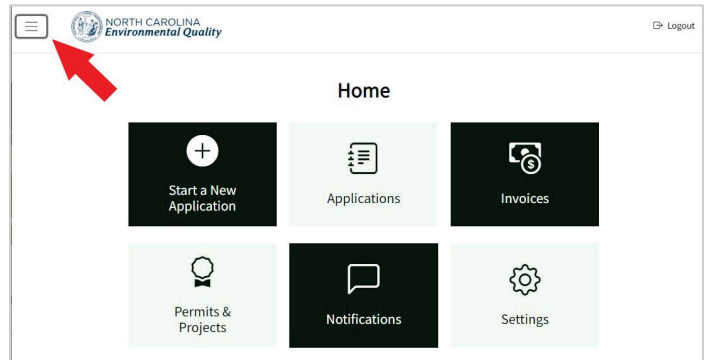 NORTH CAROLINA
Environmental Quality
Logout
Home
Start a New
Application
Applications
Invoices
Permits &
Projects
Notifications
Settings